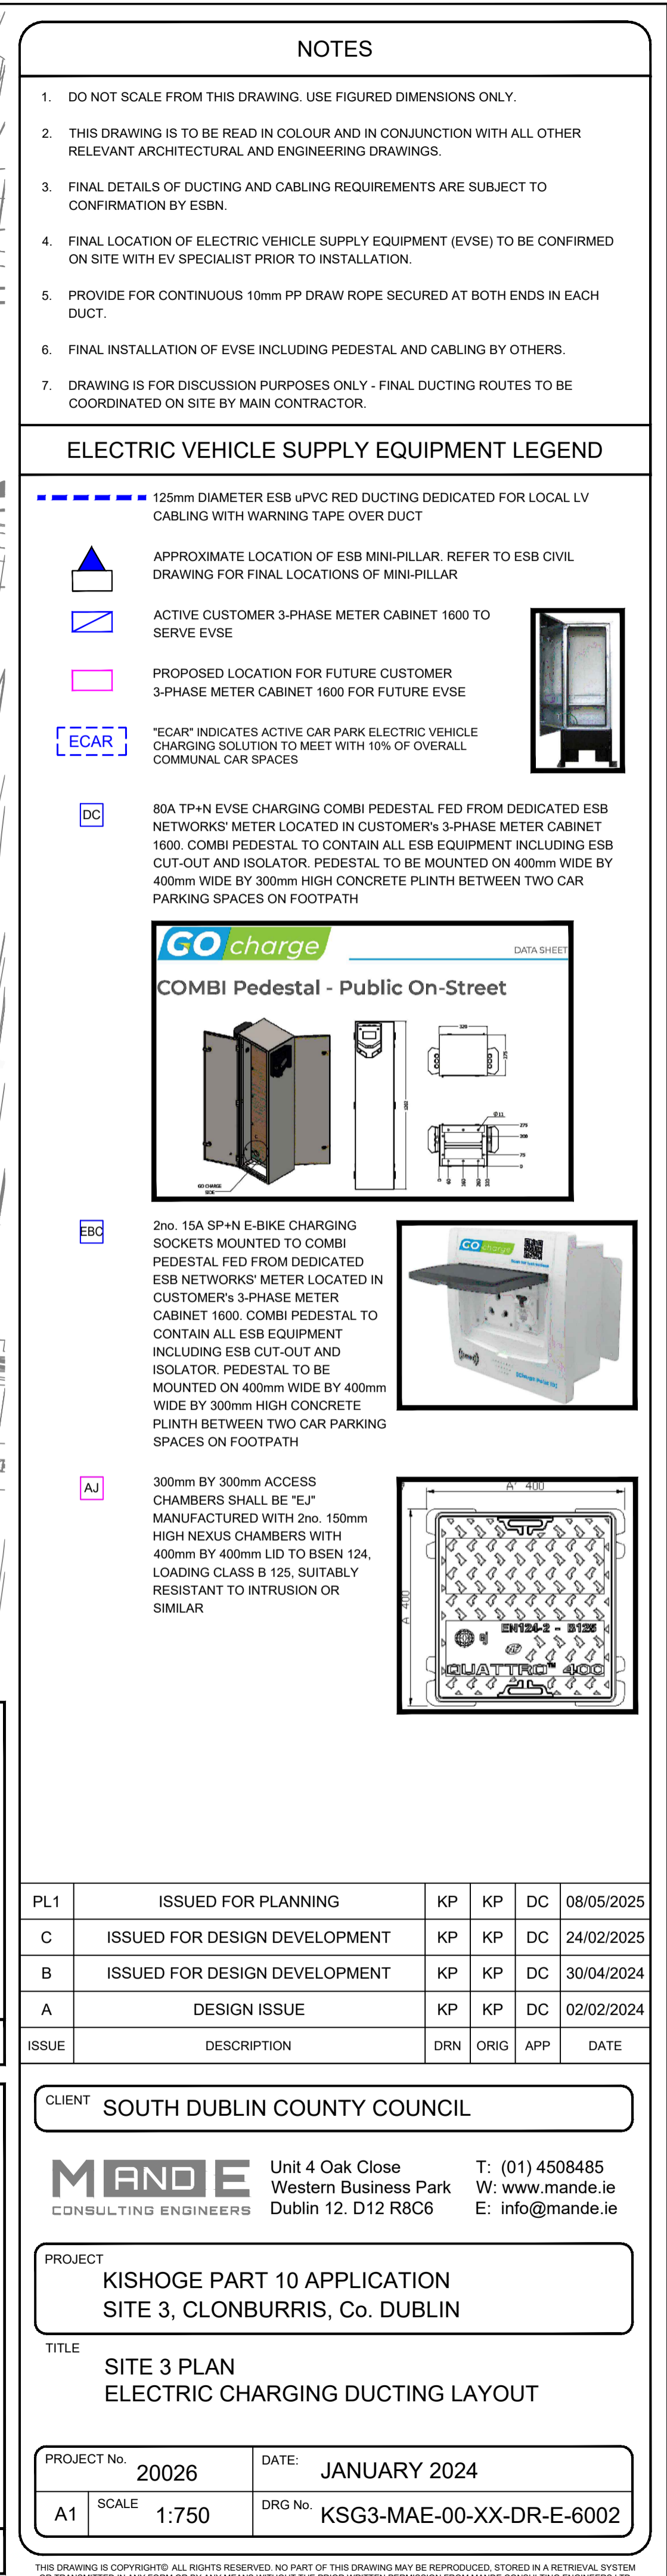 NOTES
1. DO NOT SCALE FROM THIS DRAWING. USE FIGURED DIMENSIONS ONLY.
2. THIS DRAWING IS TO BE READ IN COLOUR AND IN CONJUNCTION WITH ALL OTHER
RELEVANT ARCHITECTURAL AND ENGINEERING DRAWINGS.
3. FINAL DETAILS OF DUCTING AND CABLING REQUIREMENTS ARE SUBJECT TO
CONFIRMATION BY ESBN.
4. FINAL LOCATION OF ELECTRIC VEHICLE SUPPLY EQUIPMENT (EVSE) TO BE CONFIRMED
ON SITE WITH EV SPECIALIST PRIOR TO INSTALLATION.
5. PROVIDE FOR CONTINUOUS 10mm PP DRAW ROPE SECURED AT BOTH ENDS IN EACH
DUCT.
6. FINAL INSTALLATION OF EVSE INCLUDING PEDESTAL AND CABLING BY OTHERS.
7. DRAWING IS FOR DISCUSSION PURPOSES ONLY - FINAL DUCTING ROUTES TO BE
COORDINATED ON SITE BY MAIN CONTRACTOR.
ELECTRIC VEHICLE SUPPLY EQUIPMENT LEGEND
125mm DIAMETER ESB uPVC RED DUCTING DEDICATED FOR LOCAL LV
CABLING WITH WARNING TAPE OVER DUCT
APPROXIMATE LOCATION OF ESB MINI-PILLAR. REFER TO ESB CIVIL
DRAWING FOR FINAL LOCATIONS OF MINI-PILLAR
ACTIVE CUSTOMER 3-PHASE METER CABINET 1600 TO
SERVE EVSE
PROPOSED LOCATION FOR FUTURE CUSTOMER
3-PHASE METER CABINET 1600 FOR FUTURE EVSE
ECAR
"ECAR" INDICATES ACTIVE CAR PARK ELECTRIC VEHICLE
CHARGING SOLUTION TO MEET WITH 10% OF OVERALL
COMMUNAL CAR SPACES
DC
80A TP+N EVSE CHARGING COMBI PEDESTAL FED FROM DEDICATED ESB
NETWORKS' METER LOCATED IN CUSTOMER's 3-PHASE METER CABINET
1600. COMBI PEDESTAL TO CONTAIN ALL ESB EQUIPMENT INCLUDING ESB
CUT-OUT AND ISOLATOR. PEDESTAL TO BE MOUNTED ON 400mm WIDE BY
400mm WIDE BY 300mm HIGH CONCRETE PLINTH BETWEEN TWO CAR
PARKING SPACES ON FOOTPATH
GO charge
DATA SHEET
COMBI Pedestal - Public On-Street
320
275
Ø11
275
200
75
0
GO CHARGE
SIDE
EBC
2no. 15A SP+N E-BIKE CHARGING
SOCKETS MOUNTED TO COMBI
PEDESTAL FED FROM DEDICATED
ESB NETWORKS' METER LOCATED IN
CUSTOMER's 3-PHASE METER
CABINET 1600. COMBI PEDESTAL TO
CONTAIN ALL ESB EQUIPMENT
INCLUDING ESB CUT-OUT AND
ISOLATOR. PEDESTAL TO BE
MOUNTED ON 400mm WIDE BY 400mm
WIDE BY 300mm HIGH CONCRETE
PLINTH BETWEEN TWO CAR PARKING
SPACES ON FOOTPATH
GO charge
AJ
300mm BY 300mm ACCESS
CHAMBERS SHALL BE "EJ"
MANUFACTURED WITH 2no. 150mm
HIGH NEXUS CHAMBERS WITH
400mm BY 400mm LID TO BSEN 124,
LOADING CLASS B 125, SUITABLY
RESISTANT TO INTRUSION OR
SIMILAR
A' 400
A 400
EN124-2 - B125
ej
QUATTRO™ 400
PL1 ISSUED FOR PLANNING KP KP DC 08/05/2025
C ISSUED FOR DESIGN DEVELOPMENT KP KP DC 24/02/2025
B ISSUED FOR DESIGN DEVELOPMENT KP KP DC 30/04/2024
A DESIGN ISSUE KP KP DC 02/02/2024
ISSUE DESCRIPTION DRN ORIG APP DATE
CLIENT SOUTH DUBLIN COUNTY COUNCIL
M AND E
CONSULTING ENGINEERS
Unit 4 Oak Close
Western Business Park
Dublin 12. D12 R8C6
T: (01) 4508485
W: www.mande.ie
E: info@mande.ie
PROJECT
KISHOGE PART 10 APPLICATION
SITE 3, CLONBURRIS, Co. DUBLIN
TITLE
SITE 3 PLAN
ELECTRIC CHARGING DUCTING LAYOUT
PROJECT No. 20026
DATE: JANUARY 2024
A1 SCALE 1:750
DRG No. KSG3-MAE-00-XX-DR-E-6002
THIS DRAWING IS COPYRIGHT© ALL RIGHTS RESERVED. NO PART OF THIS DRAWING MAY BE REPRODUCED, STORED IN A RETRIEVAL SYSTEM